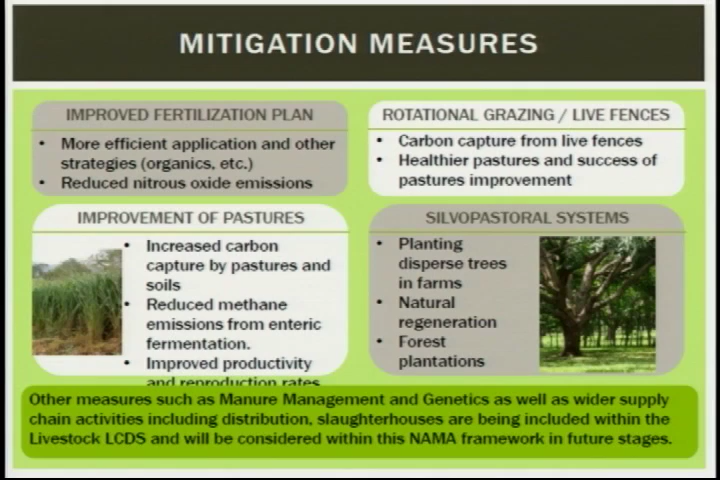 MITIGATION MEASURES
IMPROVED FERTILIZATION PLAN
• More efficient application and other
strategies (organics, etc.)
• Reduced nitrous oxide emissions
ROTATIONAL GRAZING / LIVE FENCES
• Carbon capture from live fences
• Healthier pastures and success of
pastures improvement
IMPROVEMENT OF PASTURES
• Increased carbon
capture by pastures and
soils
• Reduced methane
emissions from enteric
fermentation.
• Improved productivity
and reproduction rates
SILVOPASTORAL SYSTEMS
• Planting
disperse trees
in farms
• Natural
regeneration
• Forest
plantations
Other measures such as Manure Management and Genetics as well as wider supply
chain activities including distribution, slaughterhouses are being included within the
Livestock LCDS and will be considered within this NAMA framework in future stages.